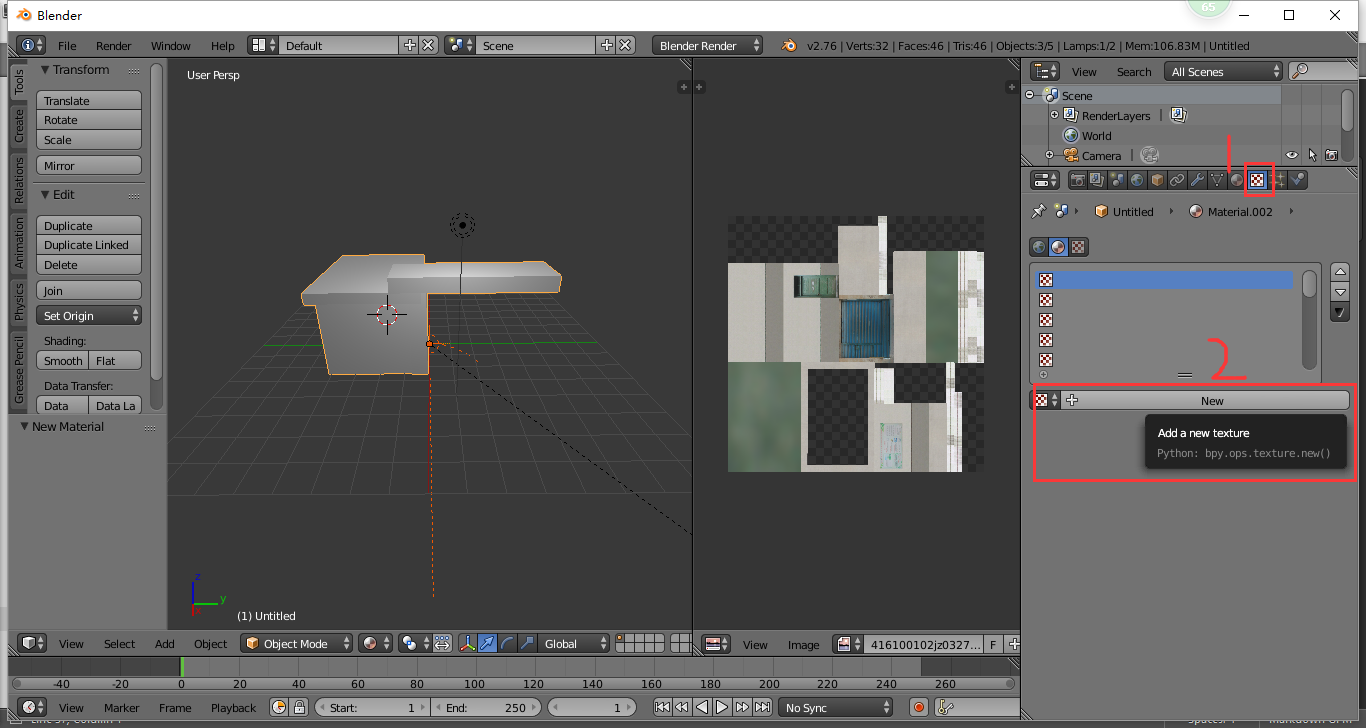 Blender
65
File Render Window Help Default Scene Blender Render v2.76 | Verts:32 | Faces:46 | Tris:46 | Objects:3/5 | Lamps:1/2 | Mem:106.83M | Untitled
Tools
Create
Relations
Animation
Physics
Grease Pencil
Transform
Translate
Rotate
Scale
Mirror
Edit
Duplicate
Duplicate Linked
Delete
Join
Set Origin
Shading:
Smooth Flat
Data Transfer:
Data Data La
New Material
User Persp
z
y
(1) Untitled
View Select Add Object Object Mode Global
View Image 416100102jz0327... F
View Search All Scenes
Scene
RenderLayers
World
Camera
1
Untitled Material.002
2
New
Add a new texture
Python: bpy.ops.texture.new()
-40 -20 0 20 40 60 80 100 120 140 160 180 200 220 240 260
View Marker Frame Playback Start: 1 End: 250 1 No Sync